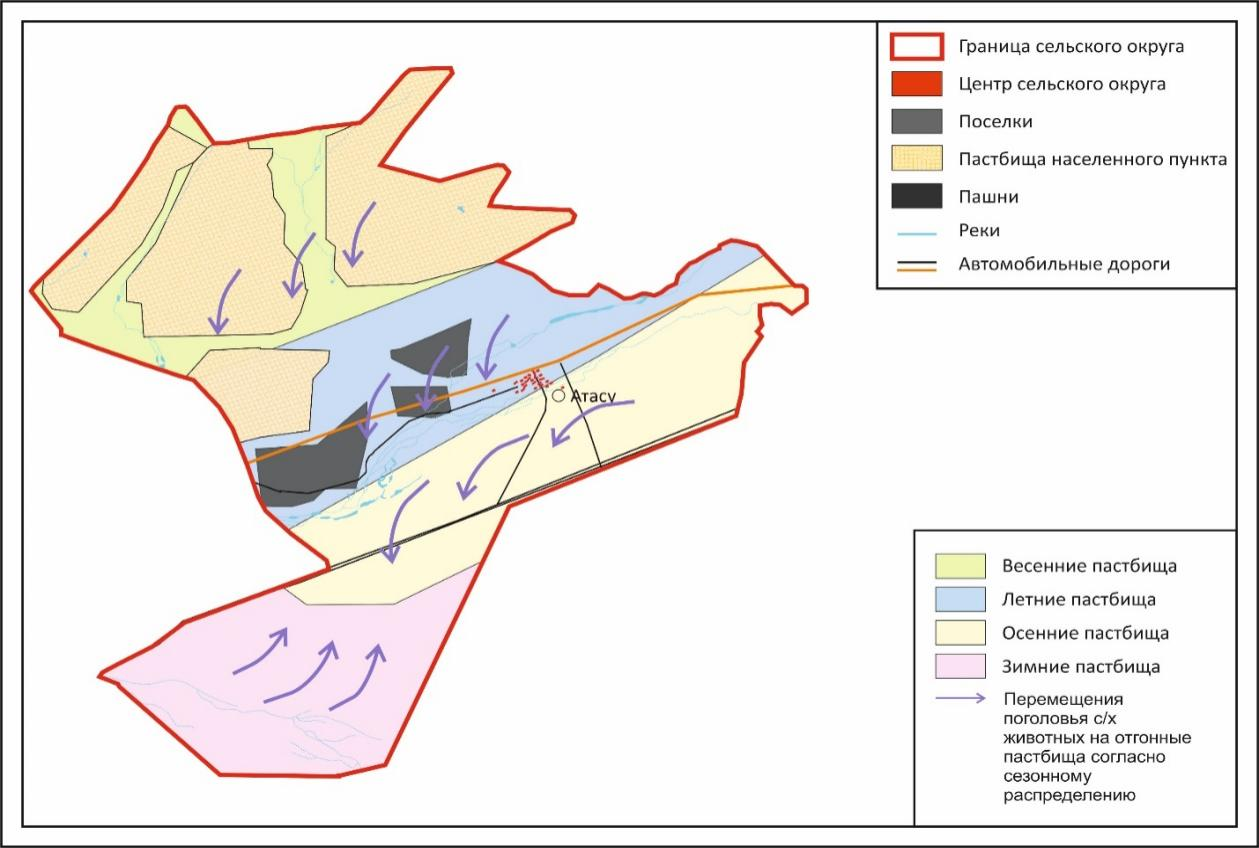 Граница сельского округа
Центр сельского округа
Поселки
Пастбища населенного пункта
Пашни
Реки
Автомобильные дороги
Атасу
Весенние пастбища
Летние пастбища
Осенние пастбища
Зимние пастбища
Перемещения
поголовья с/х
животных на отгонные
пастбища согласно
сезонному
распределению